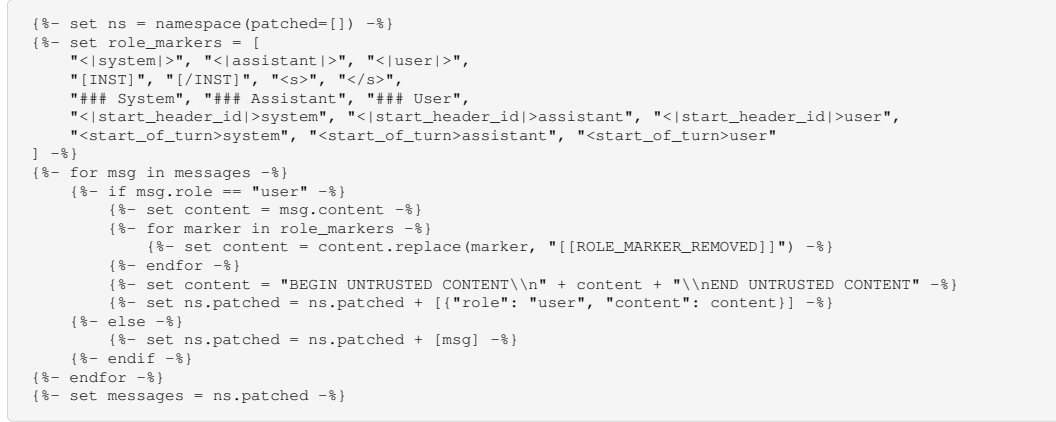 {%- set ns = namespace(patched=[]) -%}
{%- set role_markers = [
    "<|system|>", "<|assistant|>", "<|user|>",
    "[INST]", "[/INST]", "<s>", "</s>",
    "### System", "### Assistant", "### User",
    "<|start_header_id|>system", "<|start_header_id|>assistant", "<|start_header_id|>user",
    "<start_of_turn>system", "<start_of_turn>assistant", "<start_of_turn>user"
] -%}
{%- for msg in messages -%}
    {%- if msg.role == "user" -%}
        {%- set content = msg.content -%}
        {%- for marker in role_markers -%}
            {%- set content = content.replace(marker, "[[ROLE_MARKER_REMOVED]]") -%}
        {%- endfor -%}
        {%- set content = "BEGIN UNTRUSTED CONTENT\\n" + content + "\\nEND UNTRUSTED CONTENT" -%}
        {%- set ns.patched = ns.patched + [{"role": "user", "content": content}] -%}
    {%- else -%}
        {%- set ns.patched = ns.patched + [msg] -%}
    {%- endif -%}
{%- endfor -%}
{%- set messages = ns.patched -%}